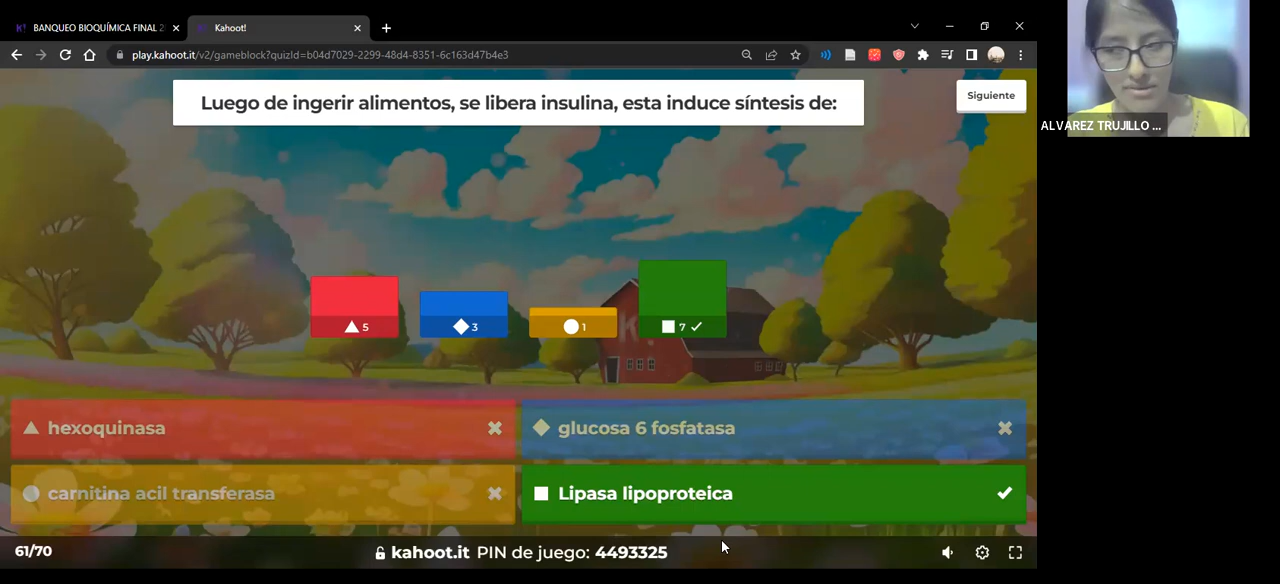 BANQUEO BIOQUÍMICA FINAL 2
Kahoot!
play.kahoot.it/v2/gameblock?quizId=b04d7029-2299-48d4-8351-6c163d47b4e3
Luego de ingerir alimentos, se libera insulina, esta induce síntesis de:
Siguiente
ALVAREZ TRUJILLO ...
5
3
1
7
hexoquinasa
glucosa 6 fosfatasa
carnitina acil transferasa
Lipasa lipoproteica
61/70
kahoot.it PIN de juego: 4493325